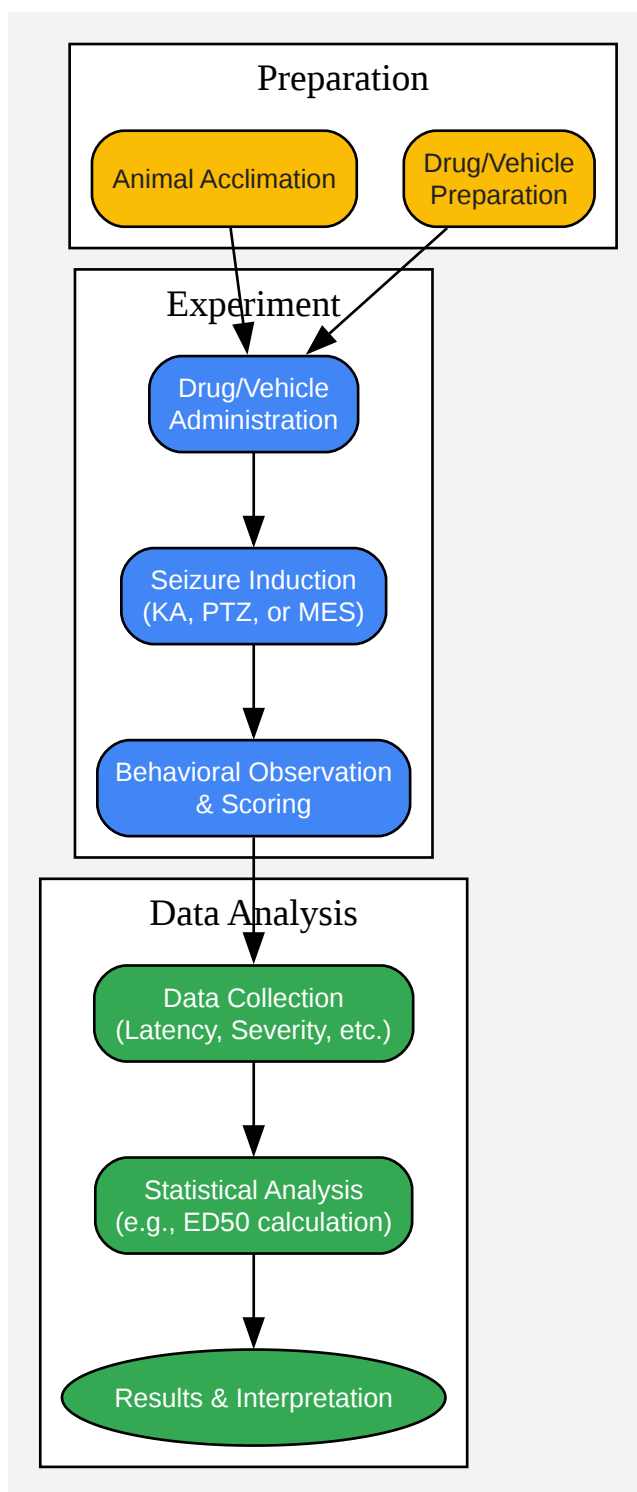 Preparation
Animal Acclimation
Drug/Vehicle
Preparation
Experiment
Drug/Vehicle
Administration
Seizure Induction
(KA, PTZ, or MES)
Behavioral Observation
& Scoring
Data Analysis
Data Collection
(Latency, Severity, etc.)
Statistical Analysis
(e.g., ED50 calculation)
Results & Interpretation